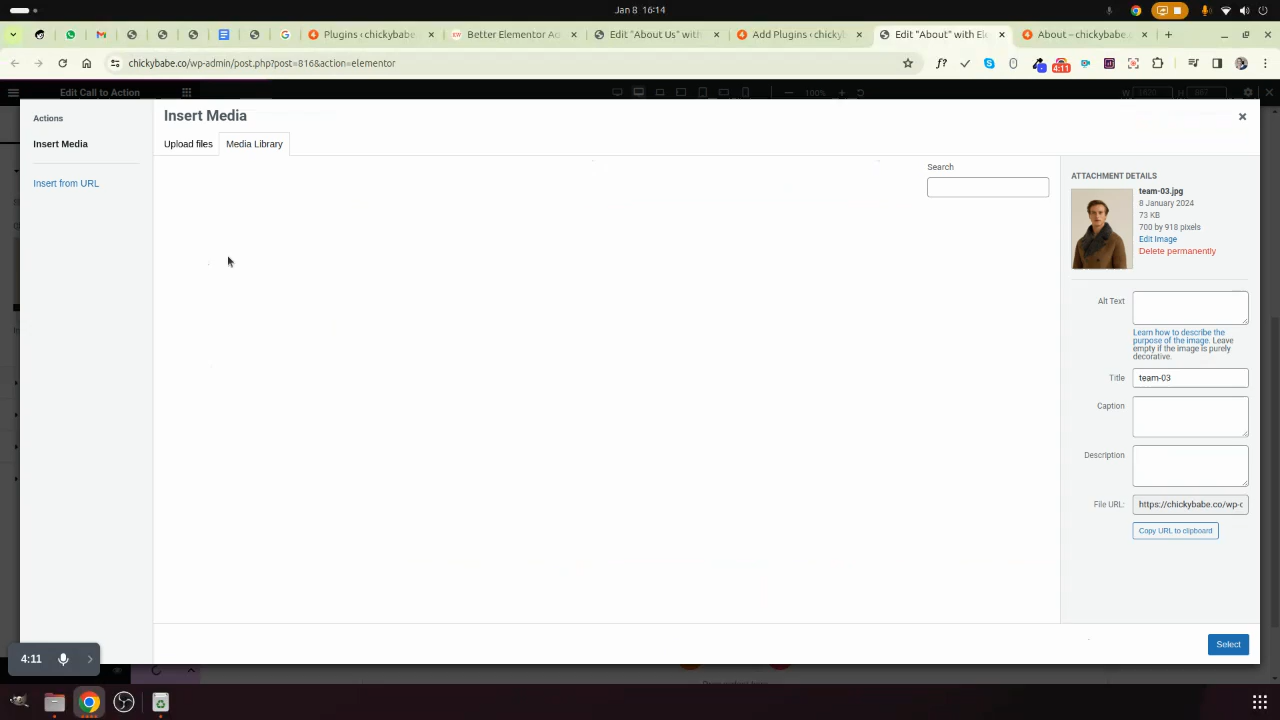 Jan 8 16:14
Plugins ‹ chickybabe.
Better Elementor Ac
Edit "About Us" with
Add Plugins ‹ chicky
Edit "About" with Ele
About – chickybabe.c
chickybabe.co/wp-admin/post.php?post=816&action=elementor
4:11
Edit Call to Action
100%
W
H
Actions
Insert Media
Insert from URL
Insert Media
Upload files
Media Library
Search
ATTACHMENT DETAILS
team-03.jpg
8 January 2024
73 KB
700 by 918 pixels
Edit Image
Delete permanently
Alt Text
Learn how to describe the
purpose of the image. Leave
empty if the image is purely
decorative.
Title
team-03
Caption
Description
File URL:
https://chickybabe.co/wp-c
Copy URL to clipboard
Select
4:11